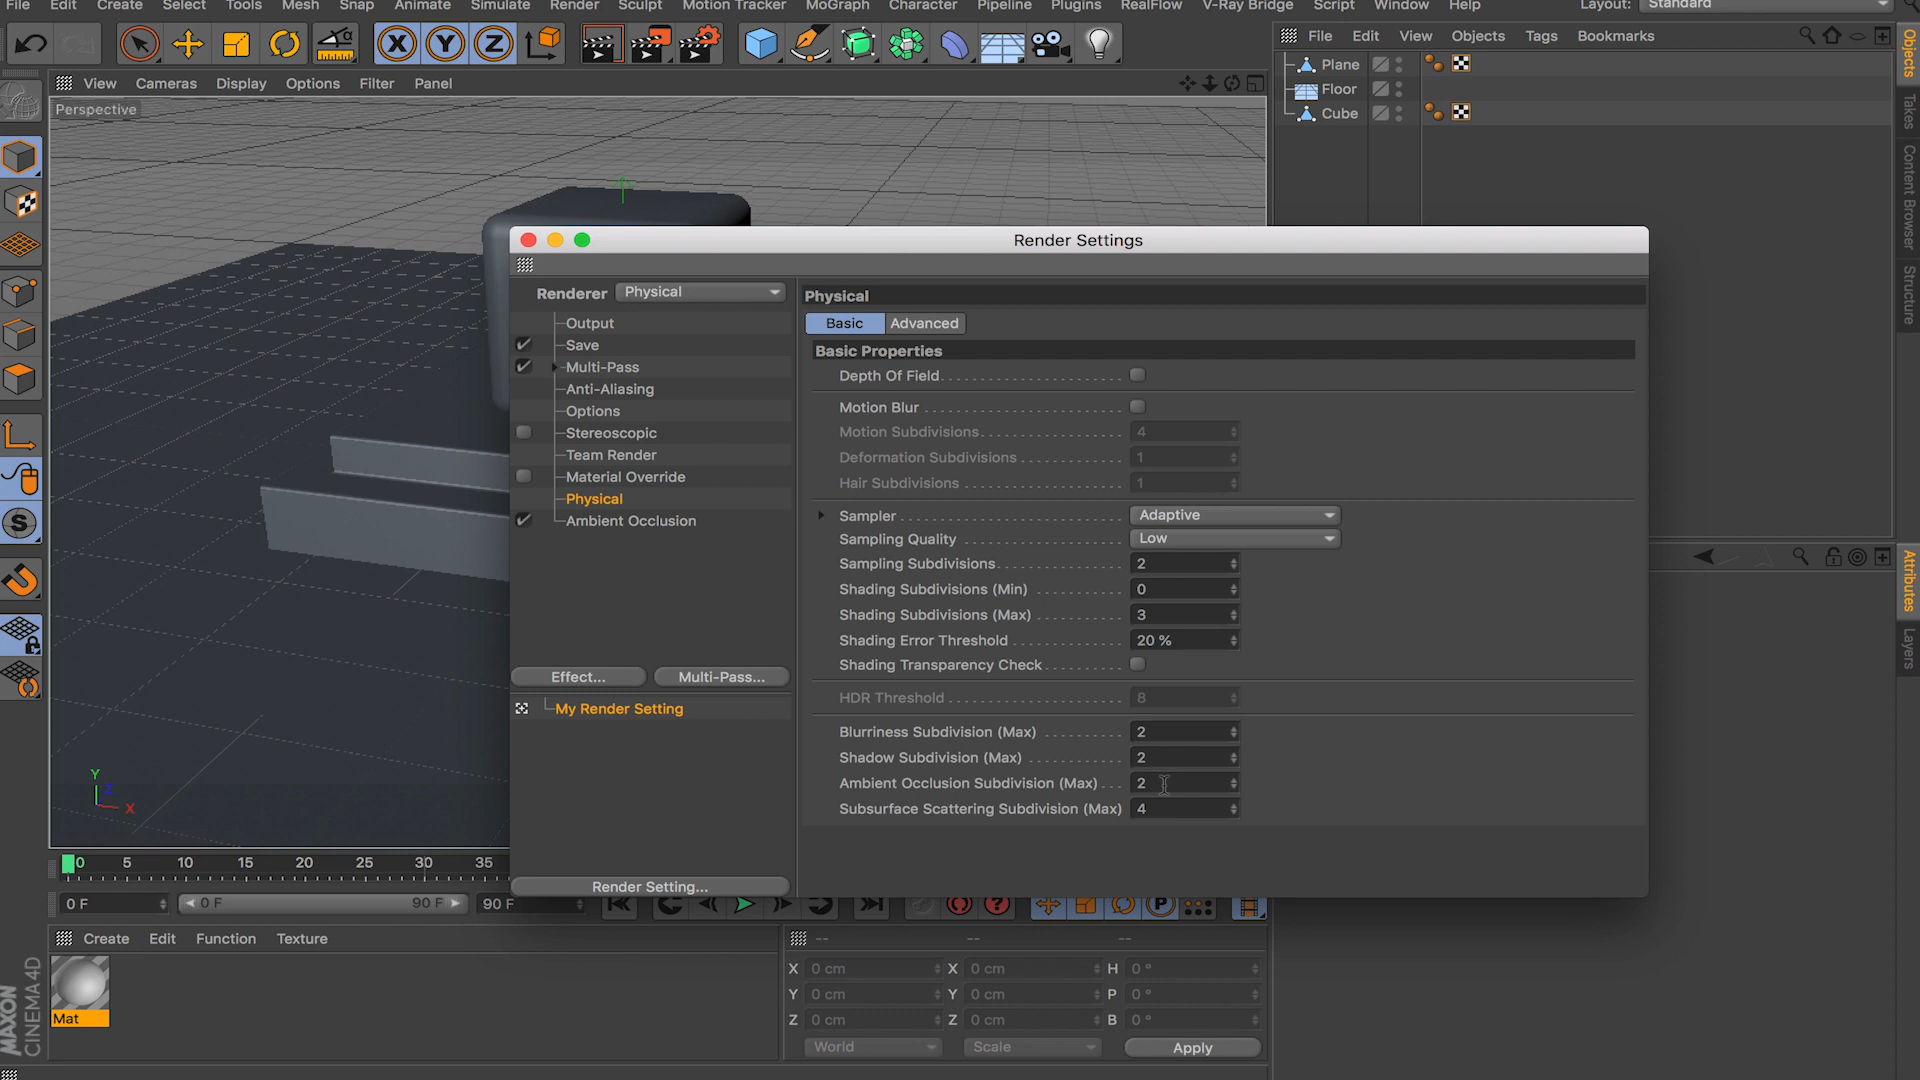 File Edit Create Select Tools Mesh Snap Animate Simulate Render Sculpt Motion Tracker MoGraph Character Pipeline Plugins RealFlow V-Ray Bridge Script Window Help Layout: Standard
File Edit View Objects Tags Bookmarks
Objects
Takes
Content Browser
Structure
Plane
Floor
Cube
View Cameras Display Options Filter Panel
Perspective
Render Settings
Renderer Physical
Output
Save
Multi-Pass
Anti-Aliasing
Options
Stereoscopic
Team Render
Material Override
Physical
Ambient Occlusion
Effect... Multi-Pass...
My Render Setting
Render Setting...
Physical
Basic Advanced
Basic Properties
Depth Of Field
Motion Blur
Motion Subdivisions 4
Deformation Subdivisions 1
Hair Subdivisions 1
Sampler Adaptive
Sampling Quality Low
Sampling Subdivisions 2
Shading Subdivisions (Min) 0
Shading Subdivisions (Max) 3
Shading Error Threshold 20 %
Shading Transparency Check
HDR Threshold 8
Blurriness Subdivision (Max) 2
Shadow Subdivision (Max) 2
Ambient Occlusion Subdivision (Max) 2
Subsurface Scattering Subdivision (Max) 4
Attributes
Layers
Y
Z
X
0 5 10 15 20 25 30 35
0 F 0 F 90 F 90 F
Create Edit Function Texture
Mat
MAXON
CINEMA 4D
-- -- --
X 0 cm X 0 cm H 0 °
Y 0 cm Y 0 cm P 0 °
Z 0 cm Z 0 cm B 0 °
World Scale Apply